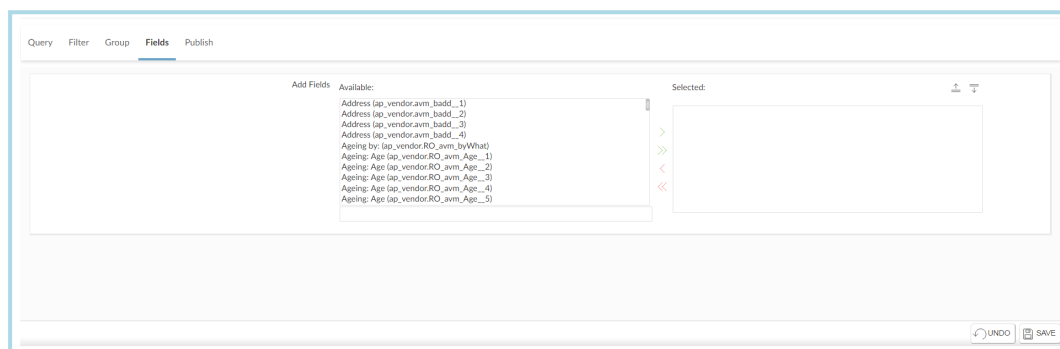 Query Filter Group Fields Publish
Add Fields Available: Selected:
Address (ap_vendor.avm_badd__1)
Address (ap_vendor.avm_badd__2)
Address (ap_vendor.avm_badd__3)
Address (ap_vendor.avm_badd__4)
Ageing by: (ap_vendor.RO_avm_byWhat)
Ageing: Age (ap_vendor.RO_avm_Age__1)
Ageing: Age (ap_vendor.RO_avm_Age__2)
Ageing: Age (ap_vendor.RO_avm_Age__3)
Ageing: Age (ap_vendor.RO_avm_Age__4)
Ageing: Age (ap_vendor.RO_avm_Age__5)
UNDO SAVE